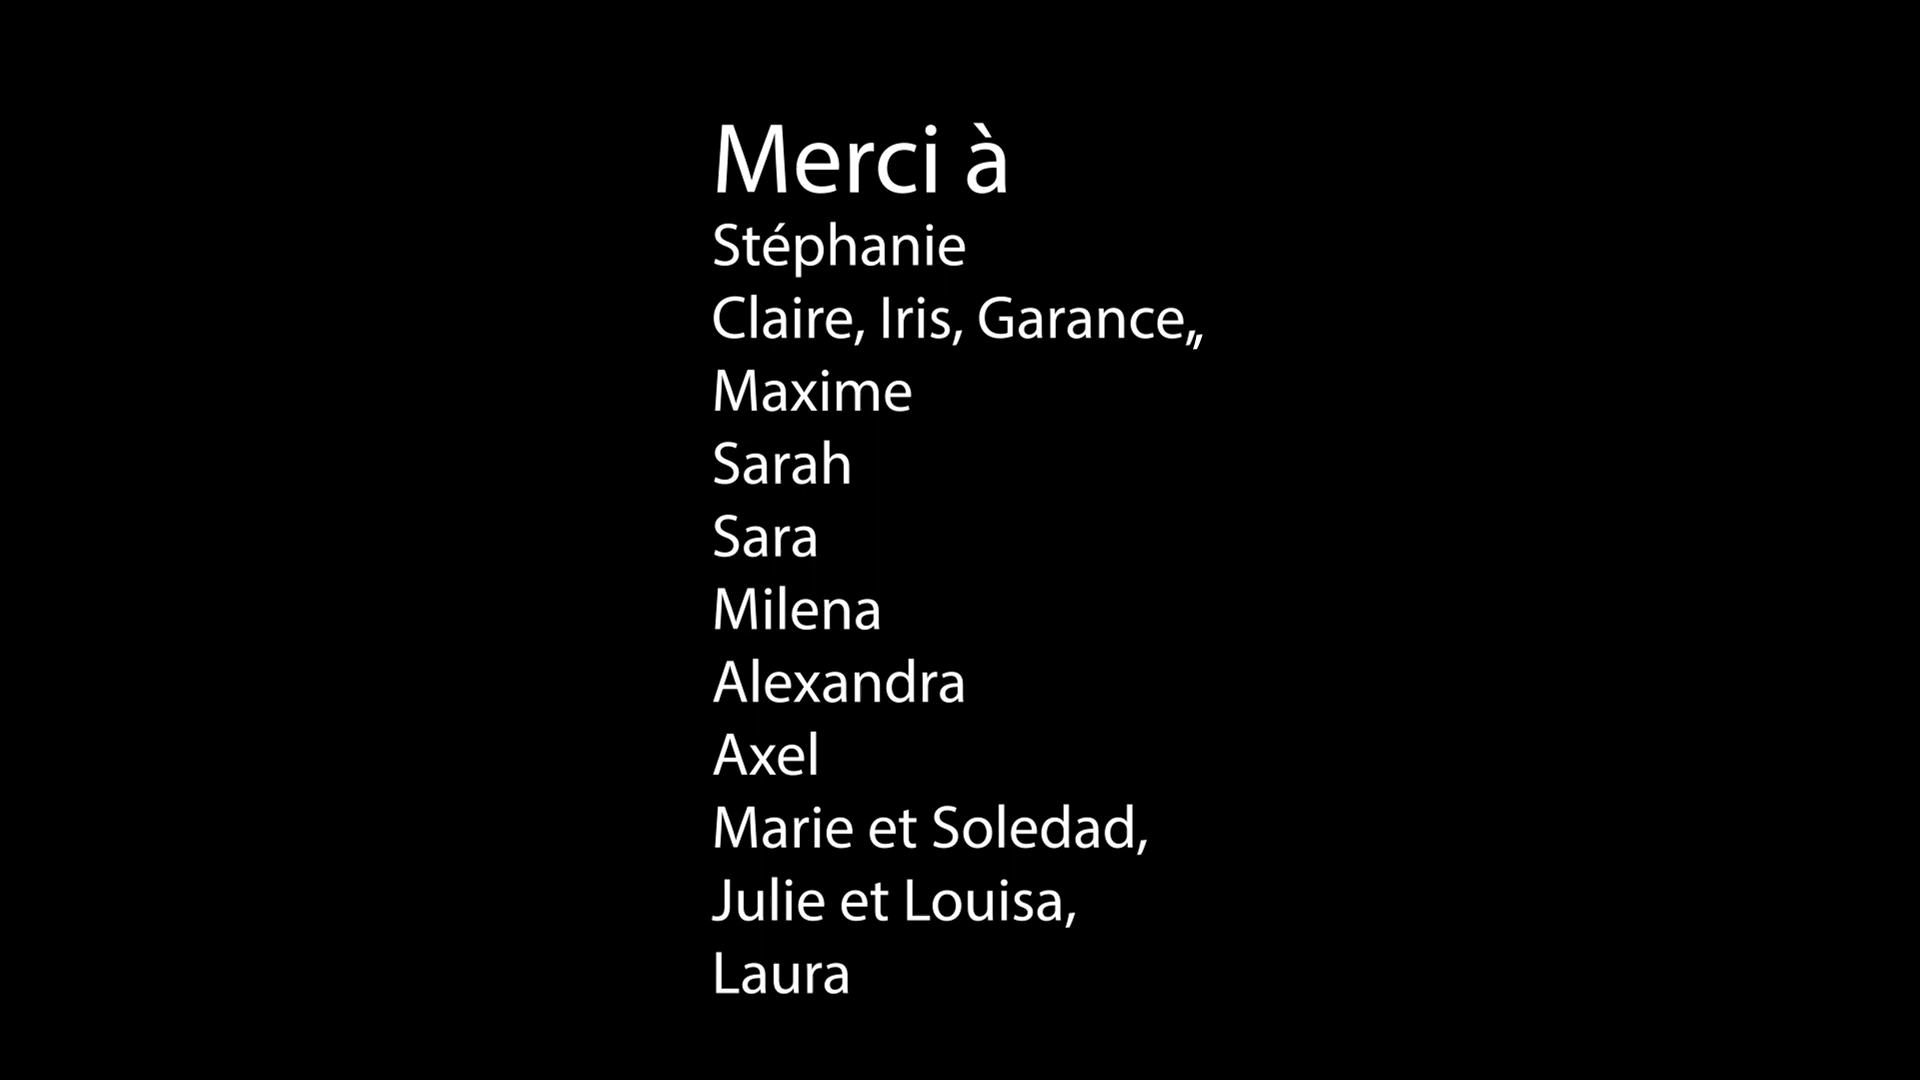 Merci à
Stéphanie
Claire, Iris, Garance,,
Maxime
Sarah
Sara
Milena
Alexandra
Axel
Marie et Soledad,
Julie et Louisa,
Laura